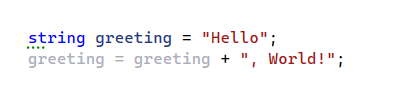 string greeting = "Hello";
greeting = greeting + ", World!";